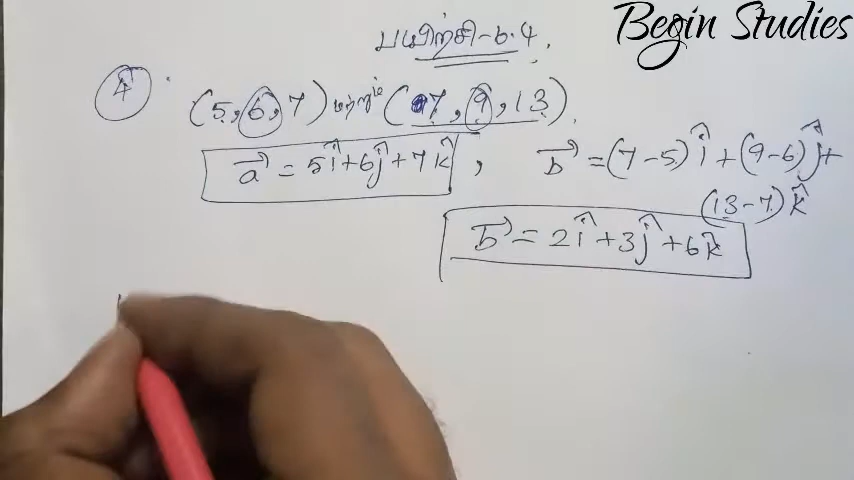 Begin Studies
பயிற்சி-6.4.
4
(5,6,7) மற்றும் (7,9,13).
a⃗ = 5î+6ĵ+7k̂, b⃗ =(7-5)î+(9-6)ĵ+
(13-7)k̂
b⃗ = 2î+3ĵ+6k̂